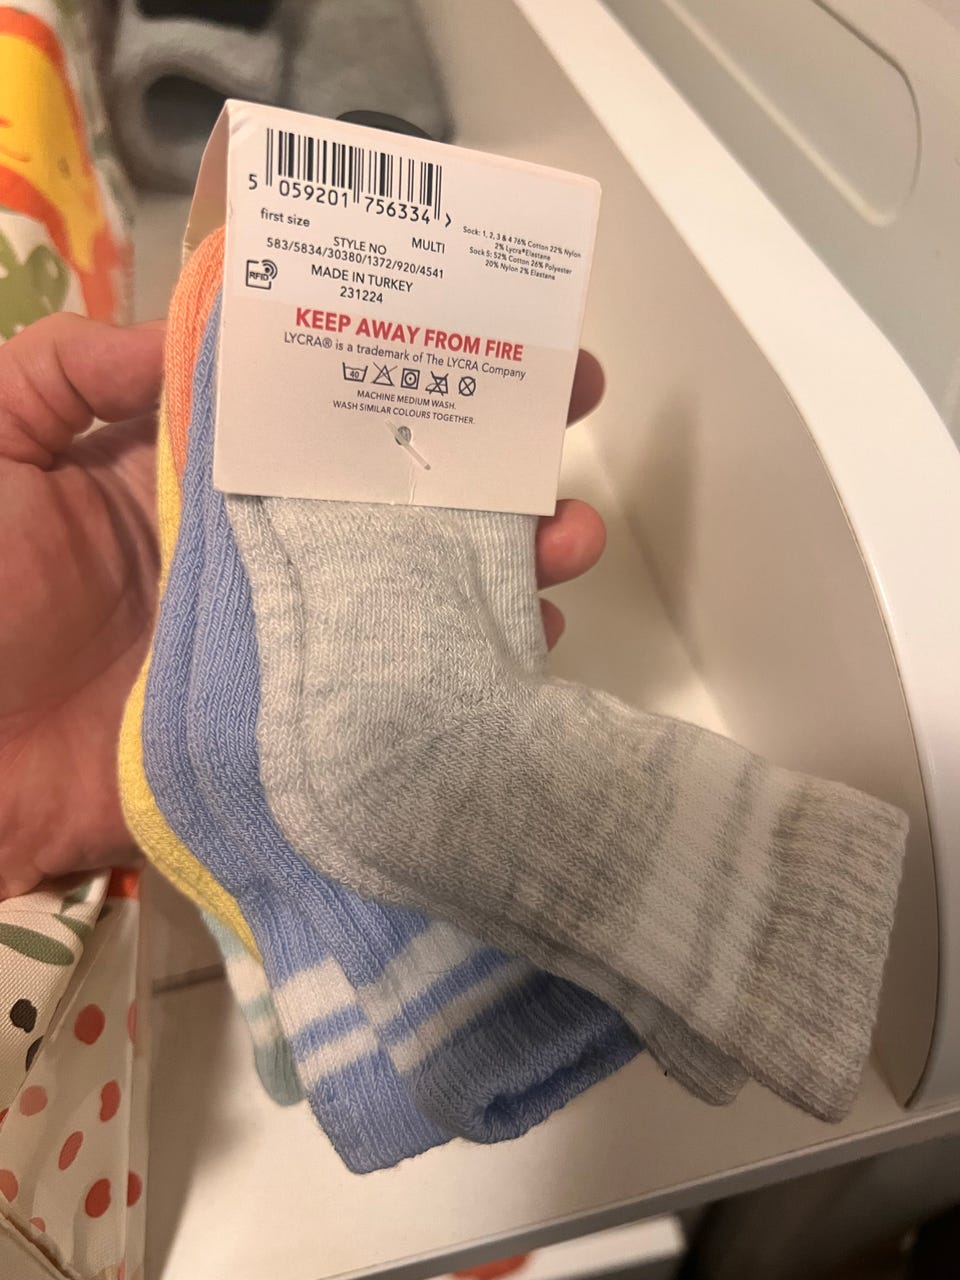 5 059201 756334 >
first size
MULTI
STYLE NO
583/5834/30380/1372/920/4541
RFID
MADE IN TURKEY
231224
Sock: 1, 2, 3 & 4 76% Cotton 22% Nylon
2% Lycra®Elastane
Sock 5: 52% Cotton 26% Polyester
20% Nylon 2% Elastane
KEEP AWAY FROM FIRE
LYCRA® is a trademark of The LYCRA Company
40
MACHINE MEDIUM WASH.
WASH SIMILAR COLOURS TOGETHER.